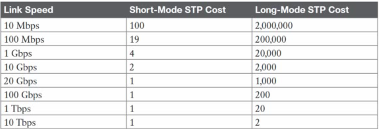 Link Speed Short-Mode STP Cost Long-Mode STP Cost
10 Mbps 100 2,000,000
100 Mbps 19 200,000
1 Gbps 4 20,000
10 Gbps 2 2,000
20 Gbps 1 1,000
100 Gbps 1 200
1 Tbps 1 20
10 Tbps 1 2